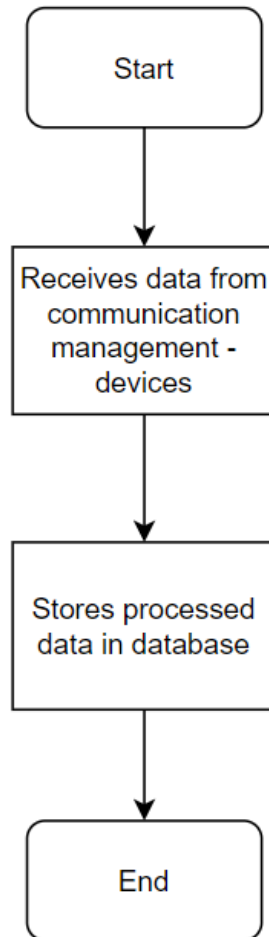 Start
Receives data from
communication
management -
devices
Stores processed
data in database
End